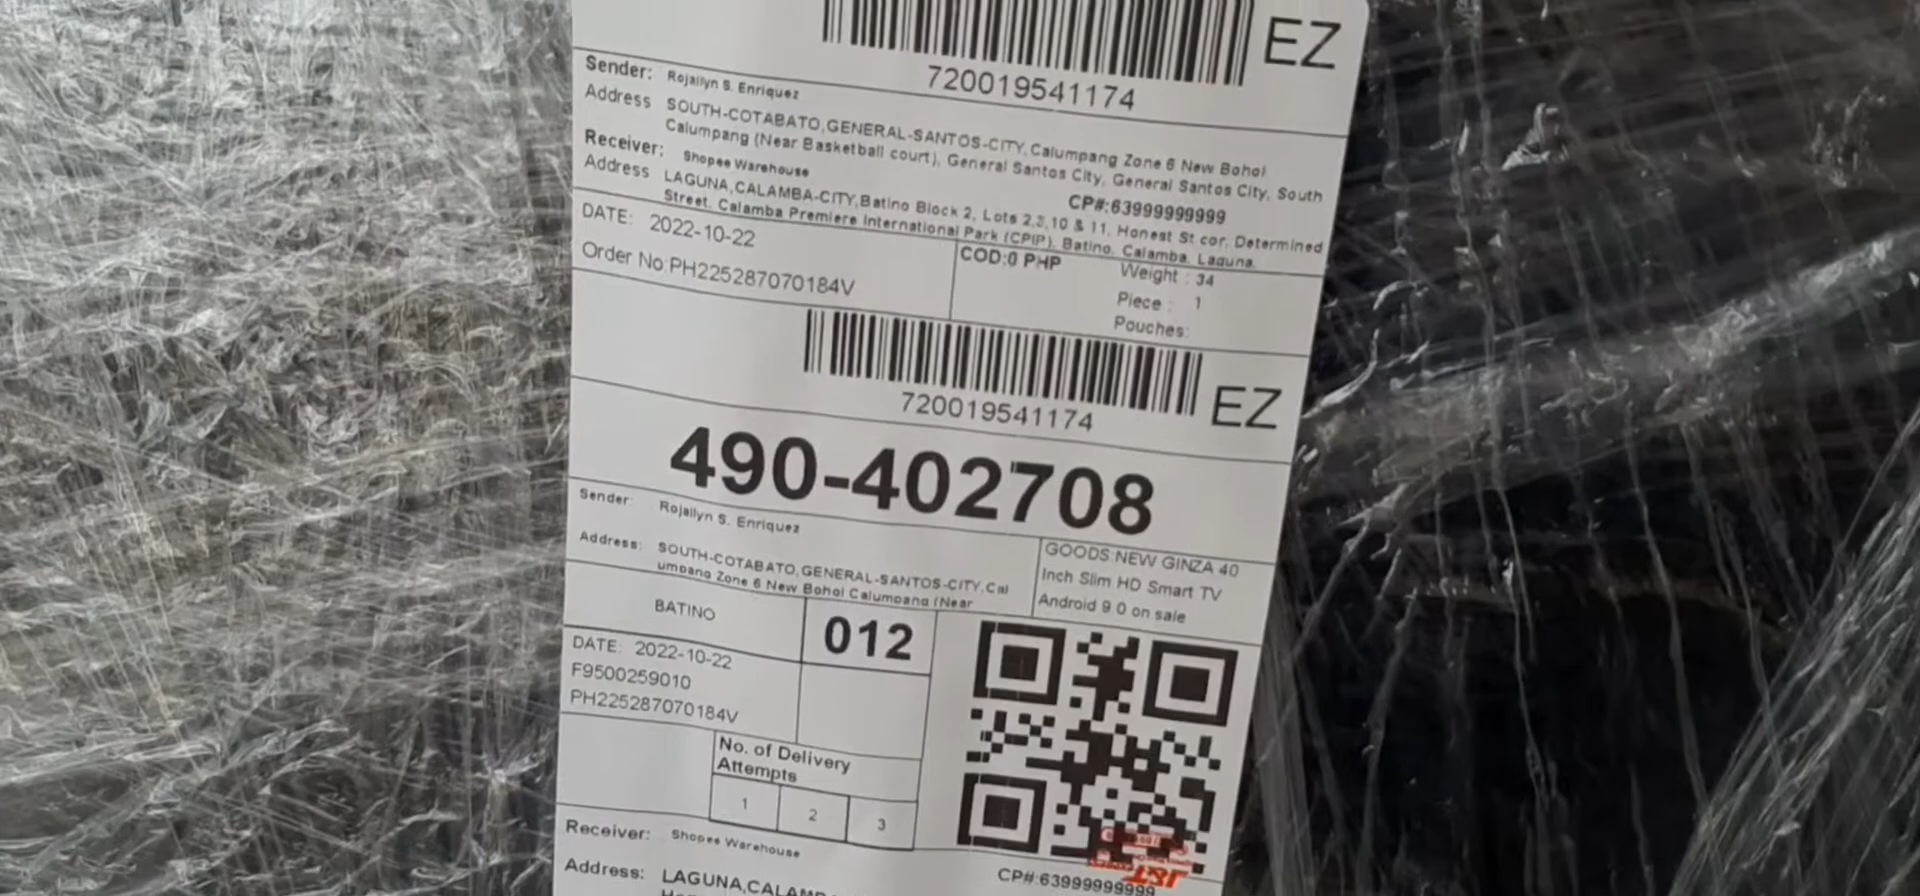 EZ
720019541174
Sender: Rojallyn S. Enriquez
Address SOUTH-COTABATO,GENERAL-SANTOS-CITY,Calumpang Zone 6 New Bohol
Calumpang (Near Basketball court), General Santos City, General Santos City, South
Receiver: Shopee Warehouse
CP#:63999999999
Address LAGUNA,CALAMBA-CITY,Batino Block 2, Lots 2,3,10 & 11, Honest St cor. Determined
Street, Calamba Premiere International Park (CPIP), Batino, Calamba, Laguna.
DATE: 2022-10-22
Order No:PH225287070184V
COD:0 PHP
Weight : 34
Piece : 1
Pouches:
720019541174
EZ
490-402708
Sender: Rojallyn S. Enriquez
Address: SOUTH-COTABATO,GENERAL-SANTOS-CITY,Cal
umpang Zone 6 New Bohol Calumpang (Near
GOODS:NEW GINZA 40
Inch Slim HD Smart TV
Android 9.0 on sale
BATINO
012
DATE: 2022-10-22
F9500259010
PH225287070184V
No. of Delivery
Attempts
1 2 3
Receiver: Shopee Warehouse
CP#:63999999999
Address: LAGUNA,CALAMB
J&T